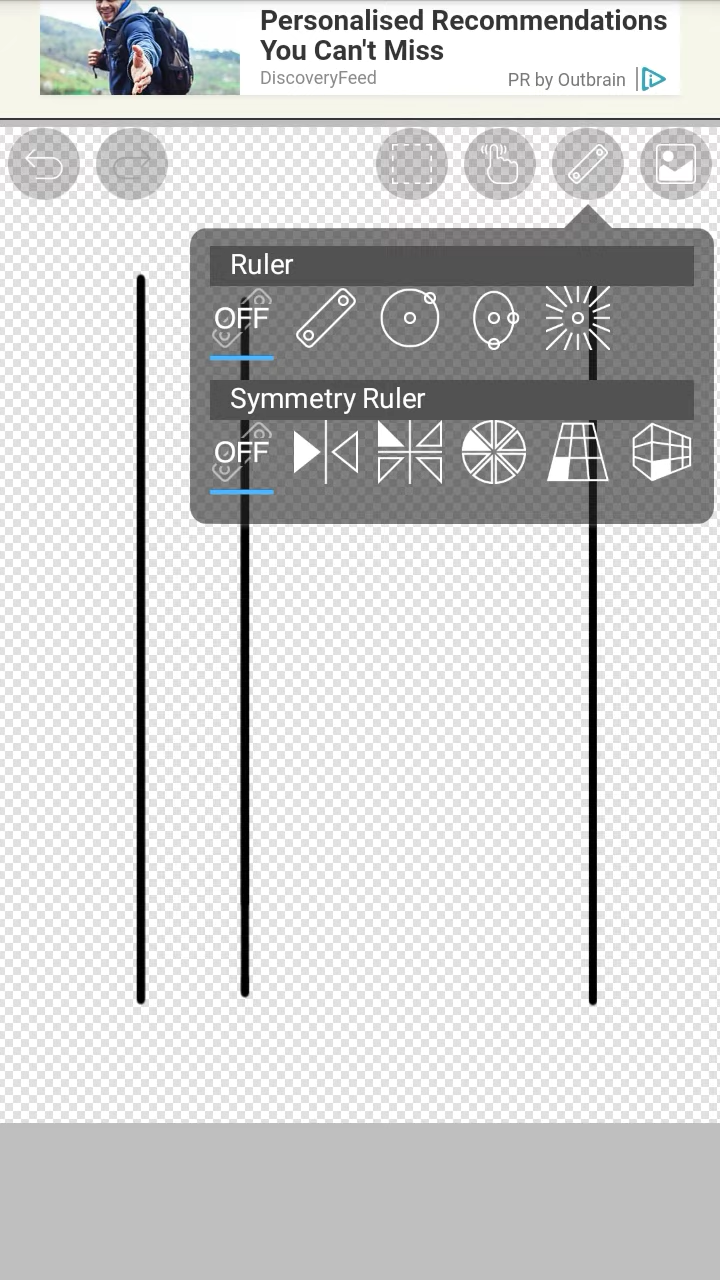 Personalised Recommendations
You Can't Miss
DiscoveryFeed
PR by Outbrain
Ruler
OFF
Symmetry Ruler
OFF